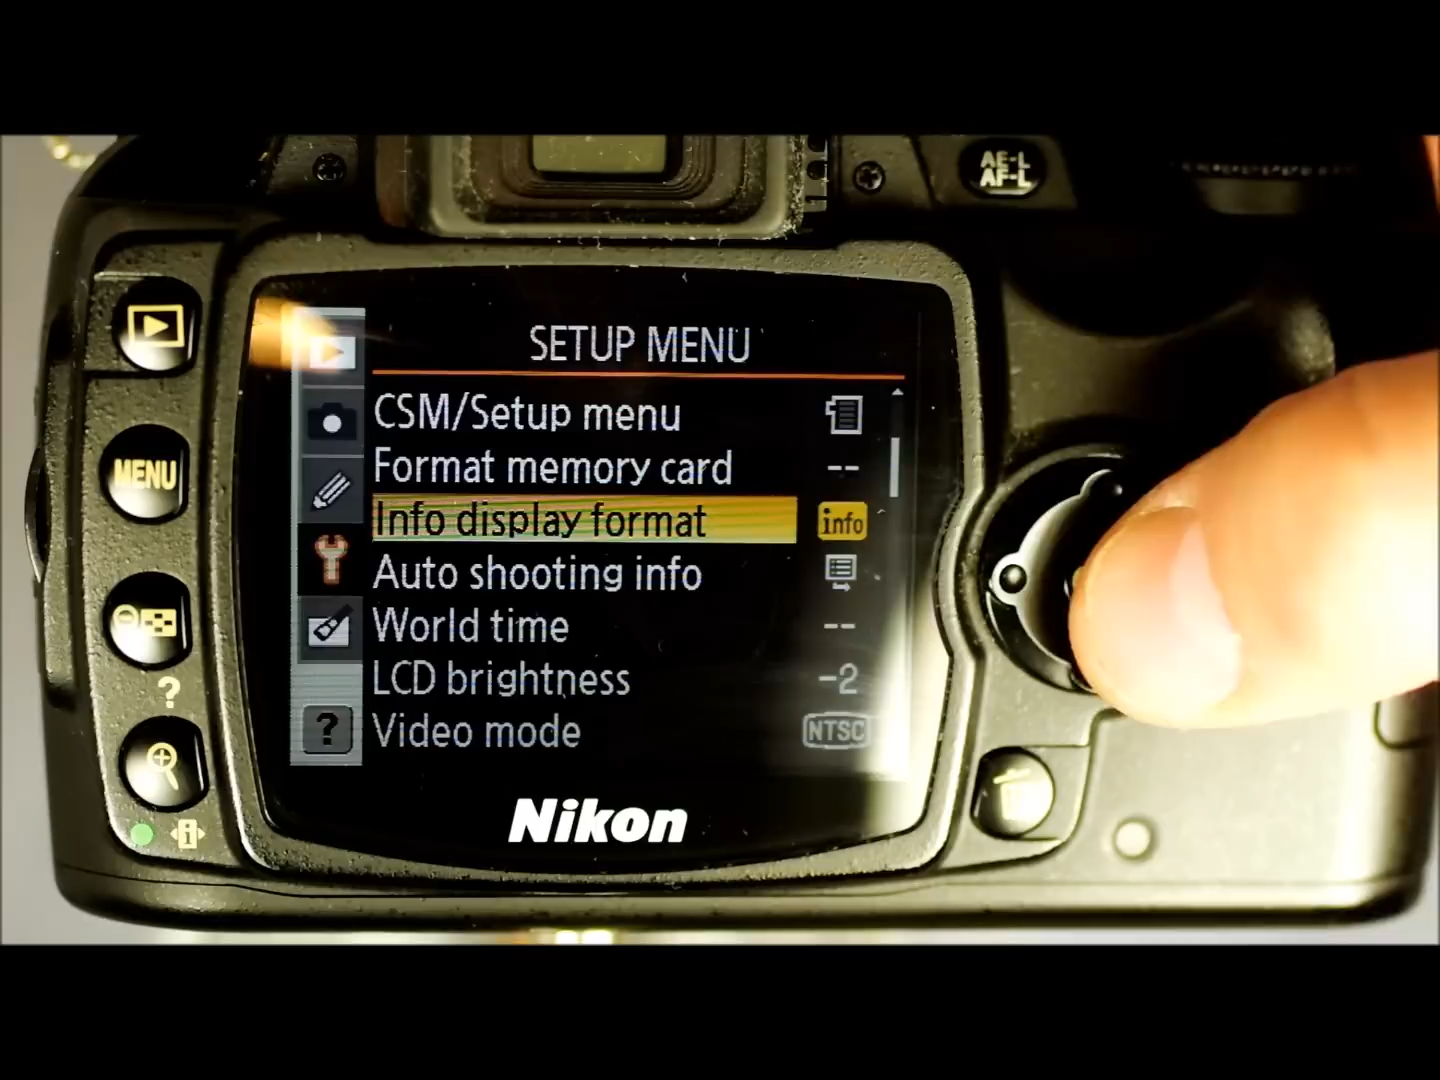 AE-L
AF-L
SETUP MENU
CSM/Setup menu
Format memory card --
Info display format info
Auto shooting info
World time --
LCD brightness -2
Video mode NTSC
MENU
?
?
i
Nikon